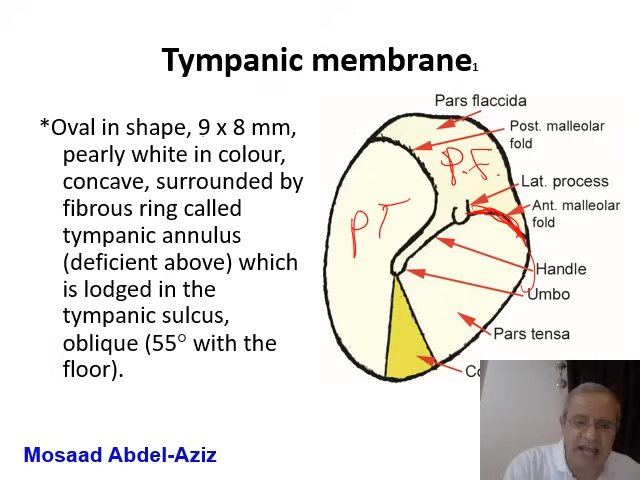 Tympanic membrane1
*Oval in shape, 9 x 8 mm,
pearly white in colour,
concave, surrounded by
fibrous ring called
tympanic annulus
(deficient above) which
is lodged in the
tympanic sulcus,
oblique (55° with the
floor).
Pars flaccida
Post. malleolar
fold
P.F.
Lat. process
Ant. malleolar
fold
PT
Handle
Umbo
Pars tensa
Mosaad Abdel-Aziz